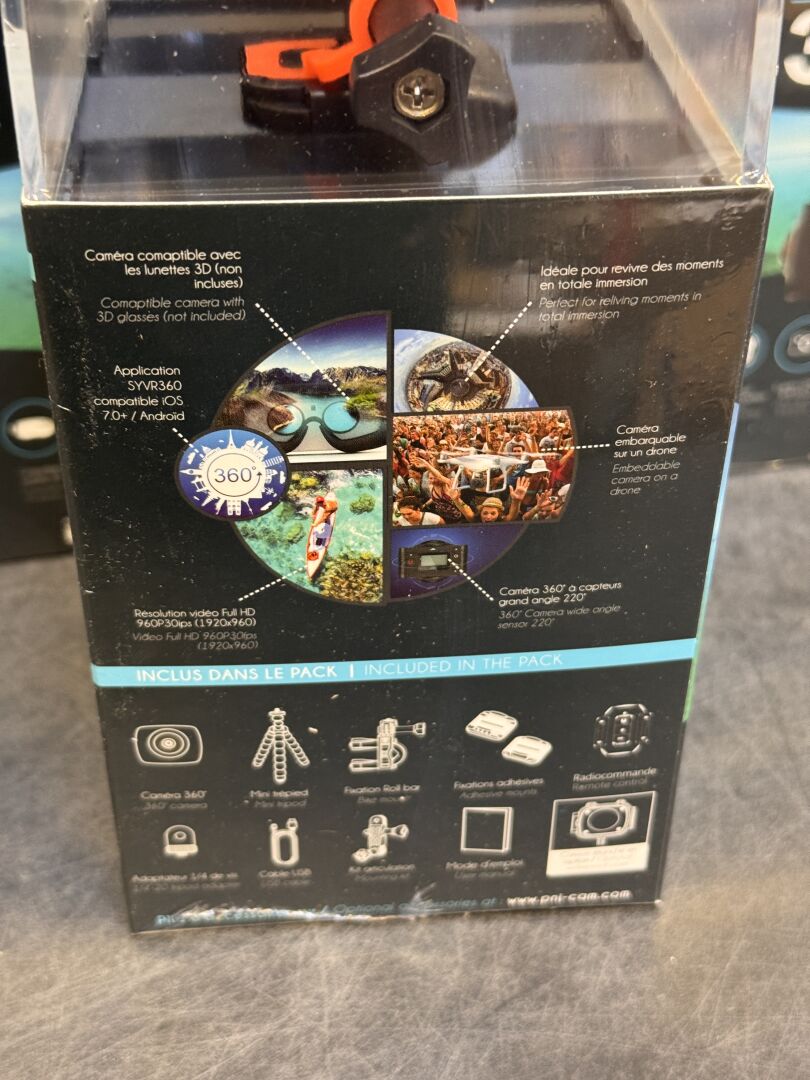 Caméra comaptible avec
les lunettes 3D (non
incluses)
Comaptible camera with
3D glasses (not included)
Idéale pour revivre des moments
en totale immersion
Perfect for reliving moments in
total immersion
Application
SYVR360
compatible iOS
7.0+ / Androïd
360°
Caméra
embarquable
sur un drone
Embeddable
camera on a
drone
Résolution vidéo Full HD
960P30ips (1920x960)
Video Full HD 960P30fps
(1920x960)
Caméra 360° à capteurs
grand angle 220°
360° Camera wide angle
sensor 220°
INCLUS DANS LE PACK | INCLUDED IN THE PACK
Caméra 360°
360° camera
Mini trépied
Mini tripod
Fixation Roll bar
Bike mount
Fixations adhésives
Adhesive mounts
Radiocommande
Remote control
Adaptateur 1/4 de vis
1/4-20 tripod adapter
Cable USB
USB cable
Kit articulation
Mode d'emploi
User manual
Optional accessories at : www.pnj-cam.com
3